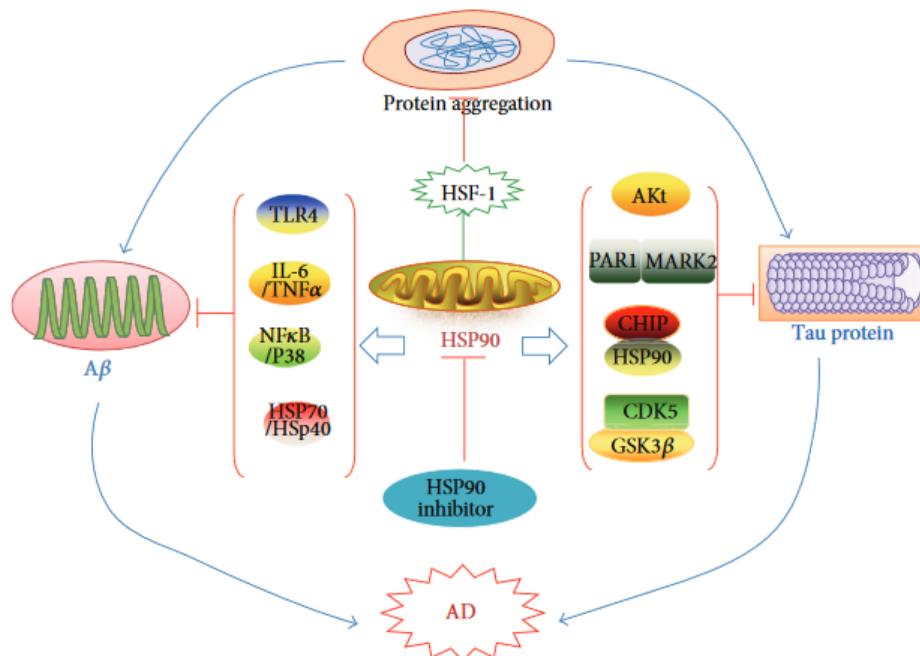 Protein aggregation
HSF-1
TLR4
IL-6
/TNFα
NFκB
/P38
HSP70
/HSp40
Aβ
HSP90
AKt
PAR1
MARK2
CHIP
HSP90
CDK5
GSK3β
Tau protein
HSP90
inhibitor
AD